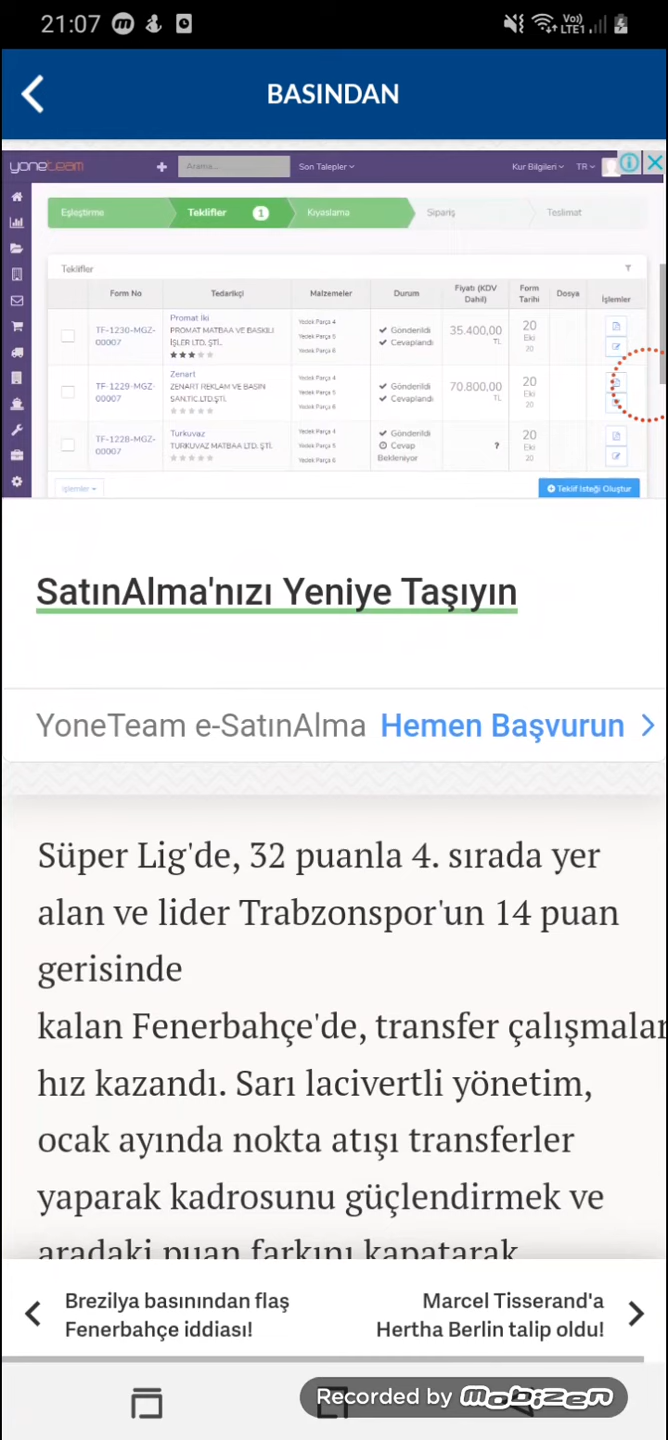 21:07
Vo)
LTE1
BASINDAN
yoneteam
Arama...
Son Talepler
Kur Bilgileri
TR
Eşleştirme
Teklifler
1
Kıyaslama
Sipariş
Teslimat
Teklifler
Form No
Tedarikçi
Malzemeler
Durum
Fiyatı (KDV
Dahil)
Form
Tarihi
Dosya
İşlemler
TF-1230-MGZ-
00007
Promat İki
PROMAT MATBAA VE BASKILI
İŞLER LTD. ŞTİ.
Yedek Parça 4
Yedek Parça 5
Yedek Parça 6
Gönderildi
Cevaplandı
35.400,00
TL
20
Eki
20
TF-1229-MGZ-
00007
Zenart
ZENART REKLAM VE BASIN
SAN.TİC.LTD.ŞTİ.
Yedek Parça 4
Yedek Parça 5
Yedek Parça 6
Gönderildi
Cevaplandı
70.800,00
TL
20
Eki
20
TF-1228-MGZ-
00007
Turkuvaz
TURKUVAZ MATBAA LTD. ŞTİ.
Yedek Parça 4
Yedek Parça 5
Yedek Parça 6
Gönderildi
Cevap
Bekleniyor
?
20
Eki
20
İşlemler
Teklif İsteği Oluştur
SatınAlma'nızı Yeniye Taşıyın
YoneTeam e-SatınAlma Hemen Başvurun
Süper Lig'de, 32 puanla 4. sırada yer
alan ve lider Trabzonspor'un 14 puan
gerisinde
kalan Fenerbahçe'de, transfer çalışmalar
hız kazandı. Sarı lacivertli yönetim,
ocak ayında nokta atışı transferler
yaparak kadrosunu güçlendirmek ve
aradaki puan farkını kapatarak
Brezilya basınından flaş
Fenerbahçe iddiası!
Marcel Tisserand'a
Hertha Berlin talip oldu!
Recorded by mobizen